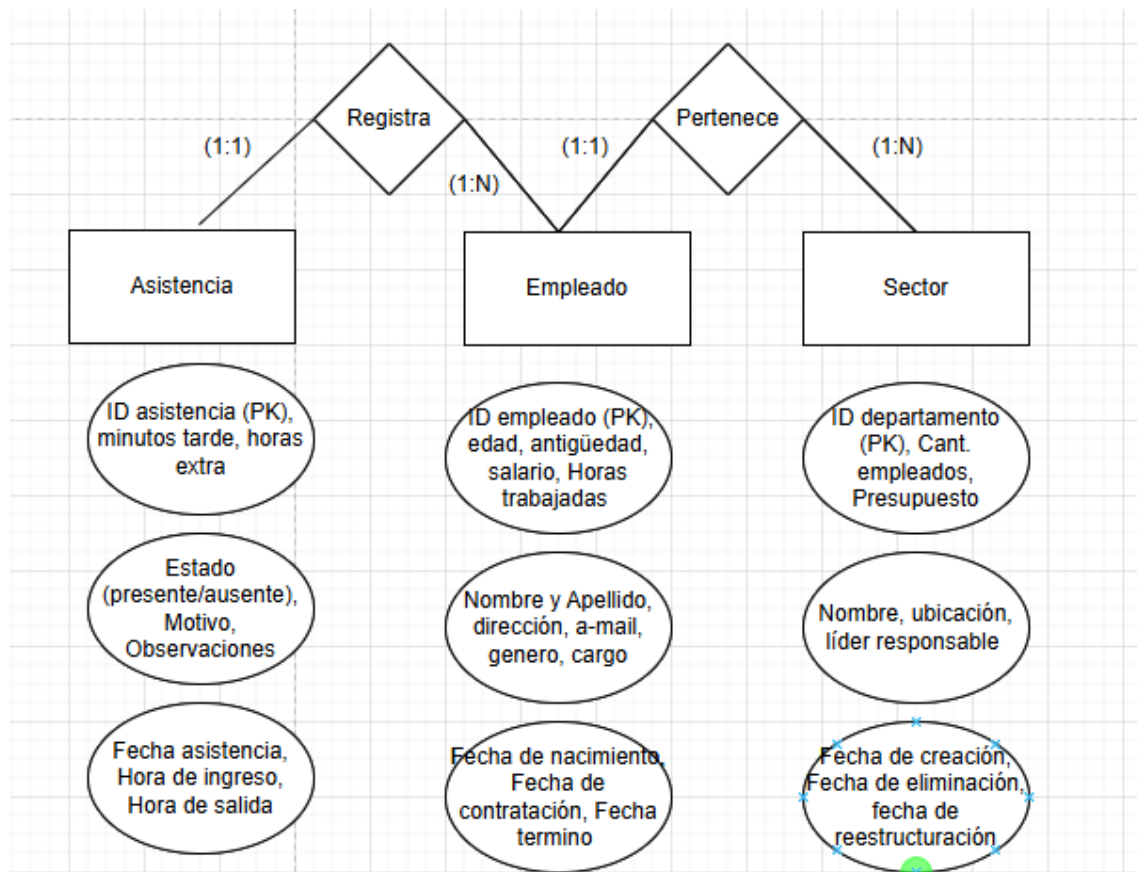 Registra
Pertenece
(1:1)
(1:N)
(1:1)
(1:N)
Asistencia
Empleado
Sector
ID asistencia (PK),
minutos tarde, horas
extra
ID empleado (PK),
edad, antigüedad,
salario, Horas
trabajadas
ID departamento
(PK), Cant.
empleados,
Presupuesto
Estado
(presente/ausente),
Motivo,
Observaciones
Nombre y Apellido,
dirección, a-mail,
genero, cargo
Nombre, ubicación,
líder responsable
Fecha asistencia,
Hora de ingreso,
Hora de salida
Fecha de nacimiento,
Fecha de
contratación, Fecha
termino
Fecha de creación,
Fecha de eliminación,
fecha de
reestructuración